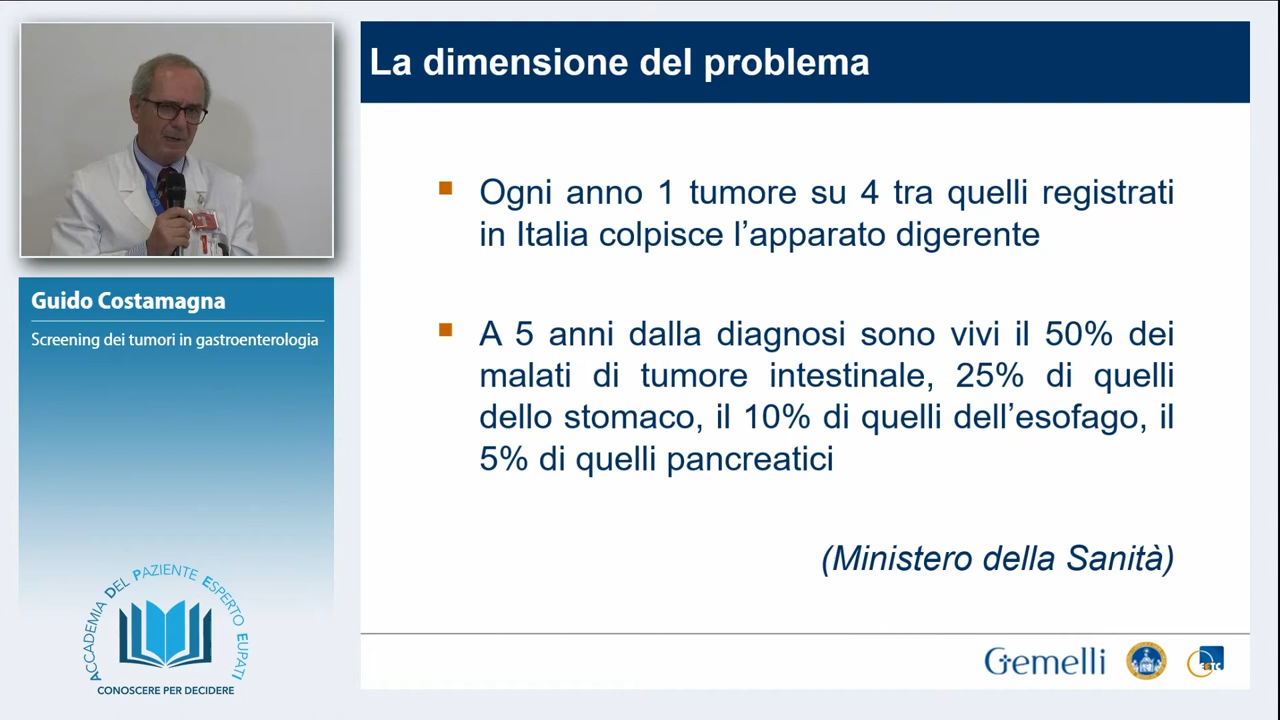 La dimensione del problema
Ogni anno 1 tumore su 4 tra quelli registrati
in Italia colpisce l’apparato digerente
A 5 anni dalla diagnosi sono vivi il 50% dei
malati di tumore intestinale, 25% di quelli
dello stomaco, il 10% di quelli dell’esofago, il
5% di quelli pancreatici
(Ministero della Sanità)
Guido Costamagna
Screening dei tumori in gastroenterologia
ACCADEMIA DEL PAZIENTE ESPERTO EUPATI
CONOSCERE PER DECIDERE
Gemelli